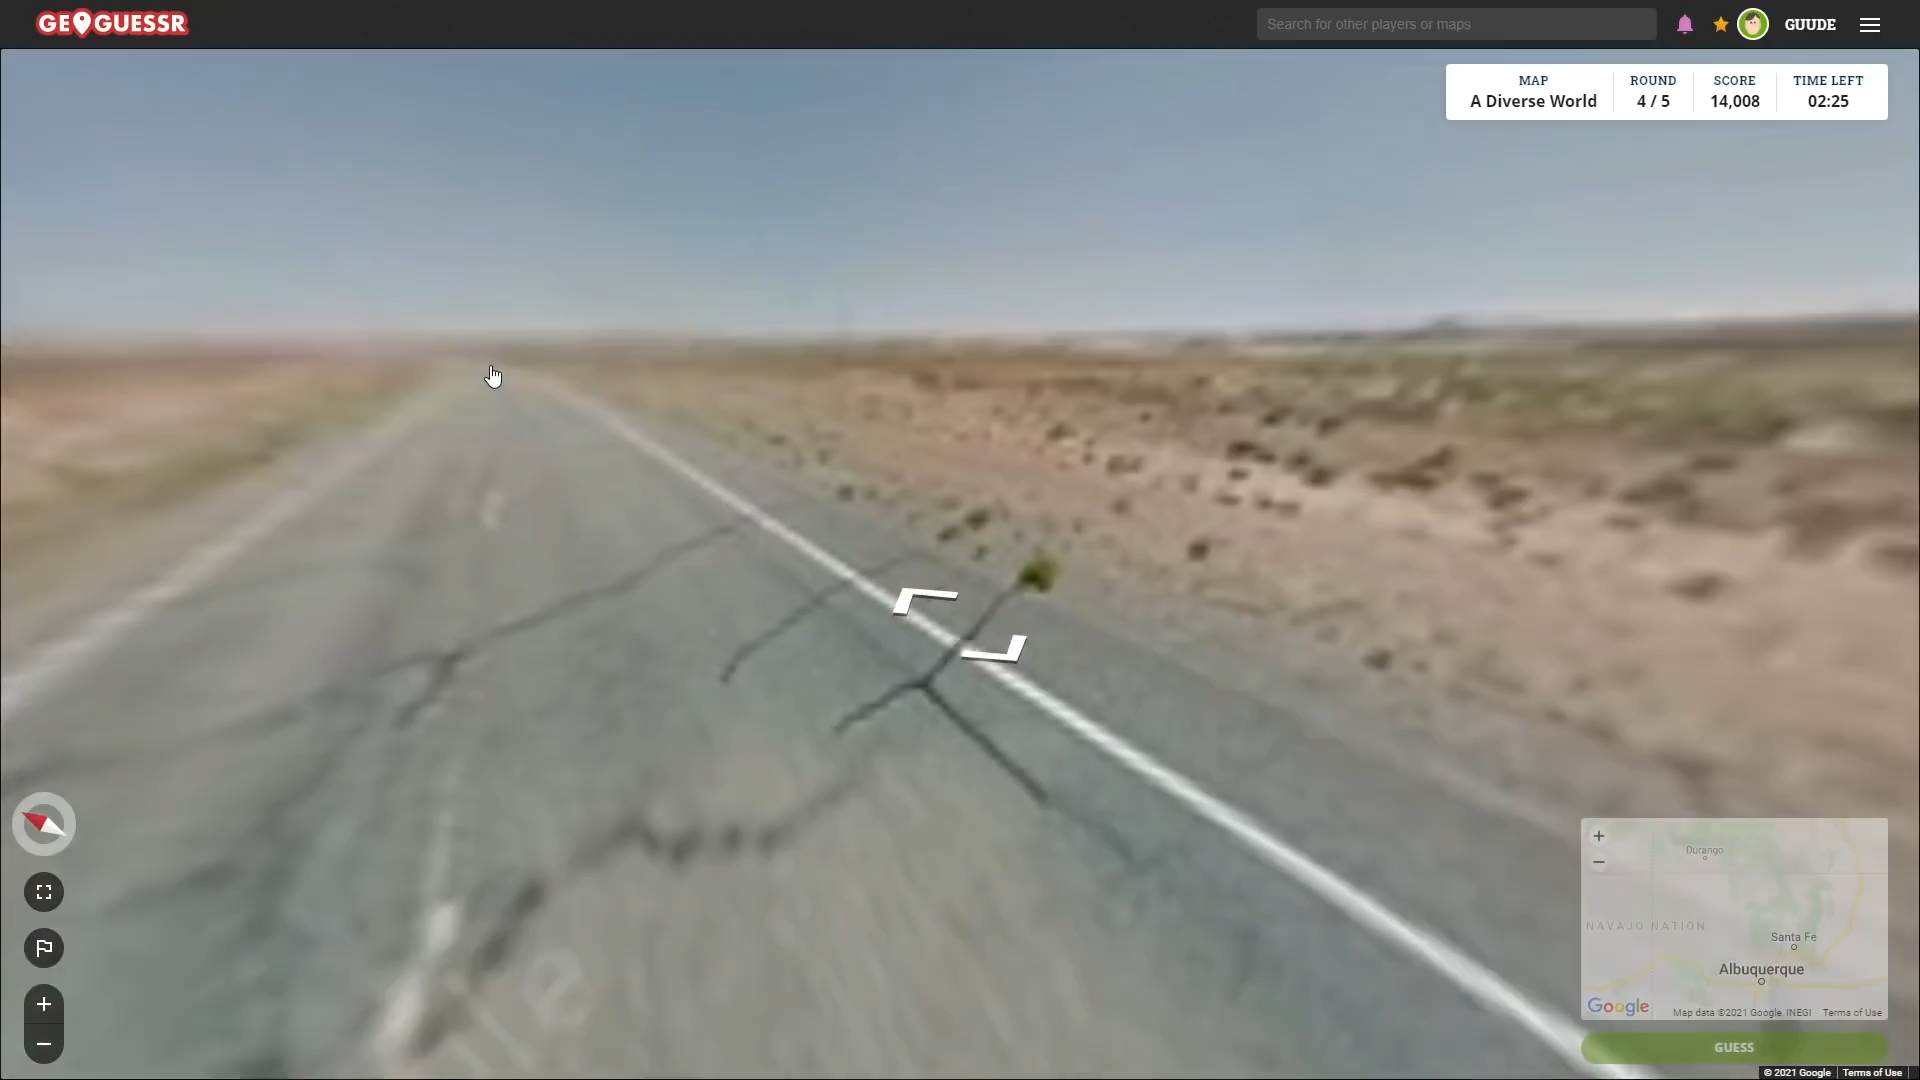 GEOGUESSR
Search for other players or maps
GUUDE
MAP
A Diverse World
ROUND
4 / 5
SCORE
14,008
TIME LEFT
02:25
+
−
Durango
NAVAJO NATION
Santa Fe
Albuquerque
Google
Map data ©2021 Google, INEGI
Terms of Use
GUESS
+
−
© 2021 Google
Terms of Use